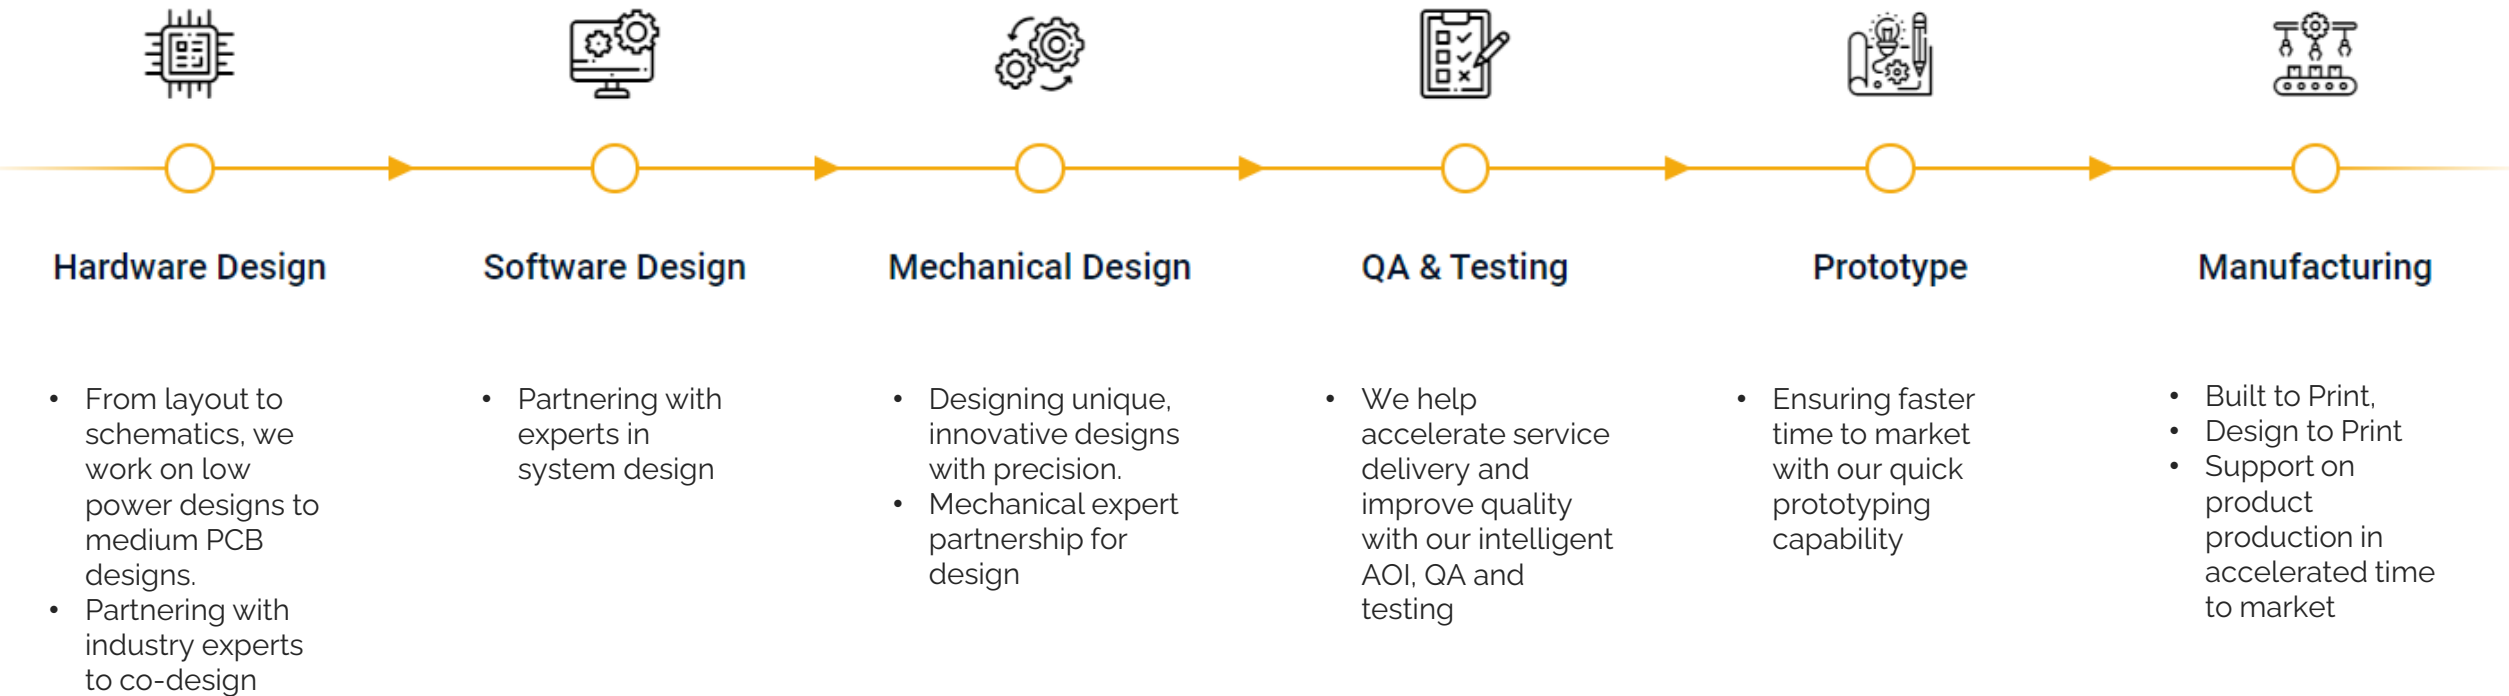 Hardware Design
Software Design
Mechanical Design
QA & Testing
Prototype
Manufacturing
• From layout to
schematics, we
work on low
power designs to
medium PCB
designs.
• Partnering with
industry experts
to co-design
• Partnering with
experts in
system design
• Designing unique,
innovative designs
with precision.
• Mechanical expert
partnership for
design
• We help
accelerate service
delivery and
improve quality
with our intelligent
AOI, QA and
testing
• Ensuring faster
time to market
with our quick
prototyping
capability
• Built to Print,
• Design to Print
• Support on
product
production in
accelerated time
to market